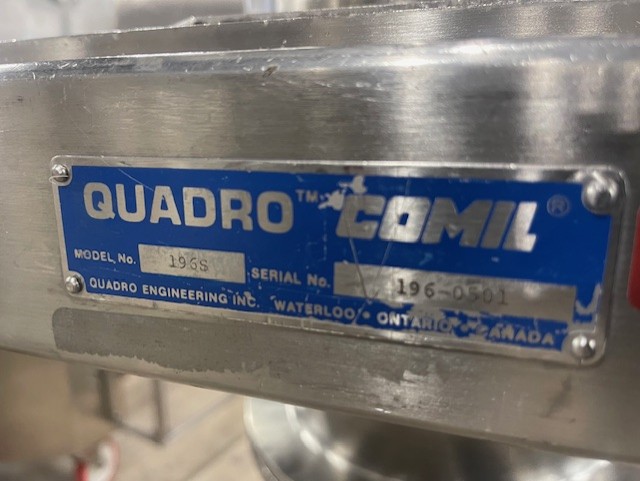 QUADRO™ COMIL®
MODEL No. 196S SERIAL No. 196-0501
QUADRO ENGINEERING INC. WATERLOO • ONTARIO • CANADA